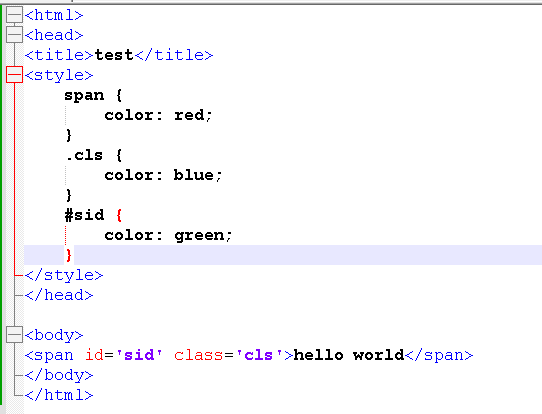 <html>
<head>
<title>test</title>
<style>
    span {
        color: red;
    }
    .cls {
        color: blue;
    }
    #sid {
        color: green;
    }
</style>
</head>

<body>
<span id='sid' class='cls'>hello world</span>
</body>
</html>